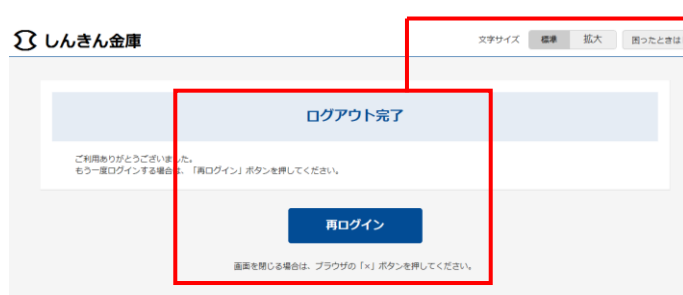 しんきん金庫
文字サイズ 標準 拡大 困ったときは
ログアウト完了
ご利用ありがとうございました。
もう一度ログインする場合は、「再ログイン」ボタンを押してください。
再ログイン
画面を閉じる場合は、ブラウザの「×」ボタンを押してください。